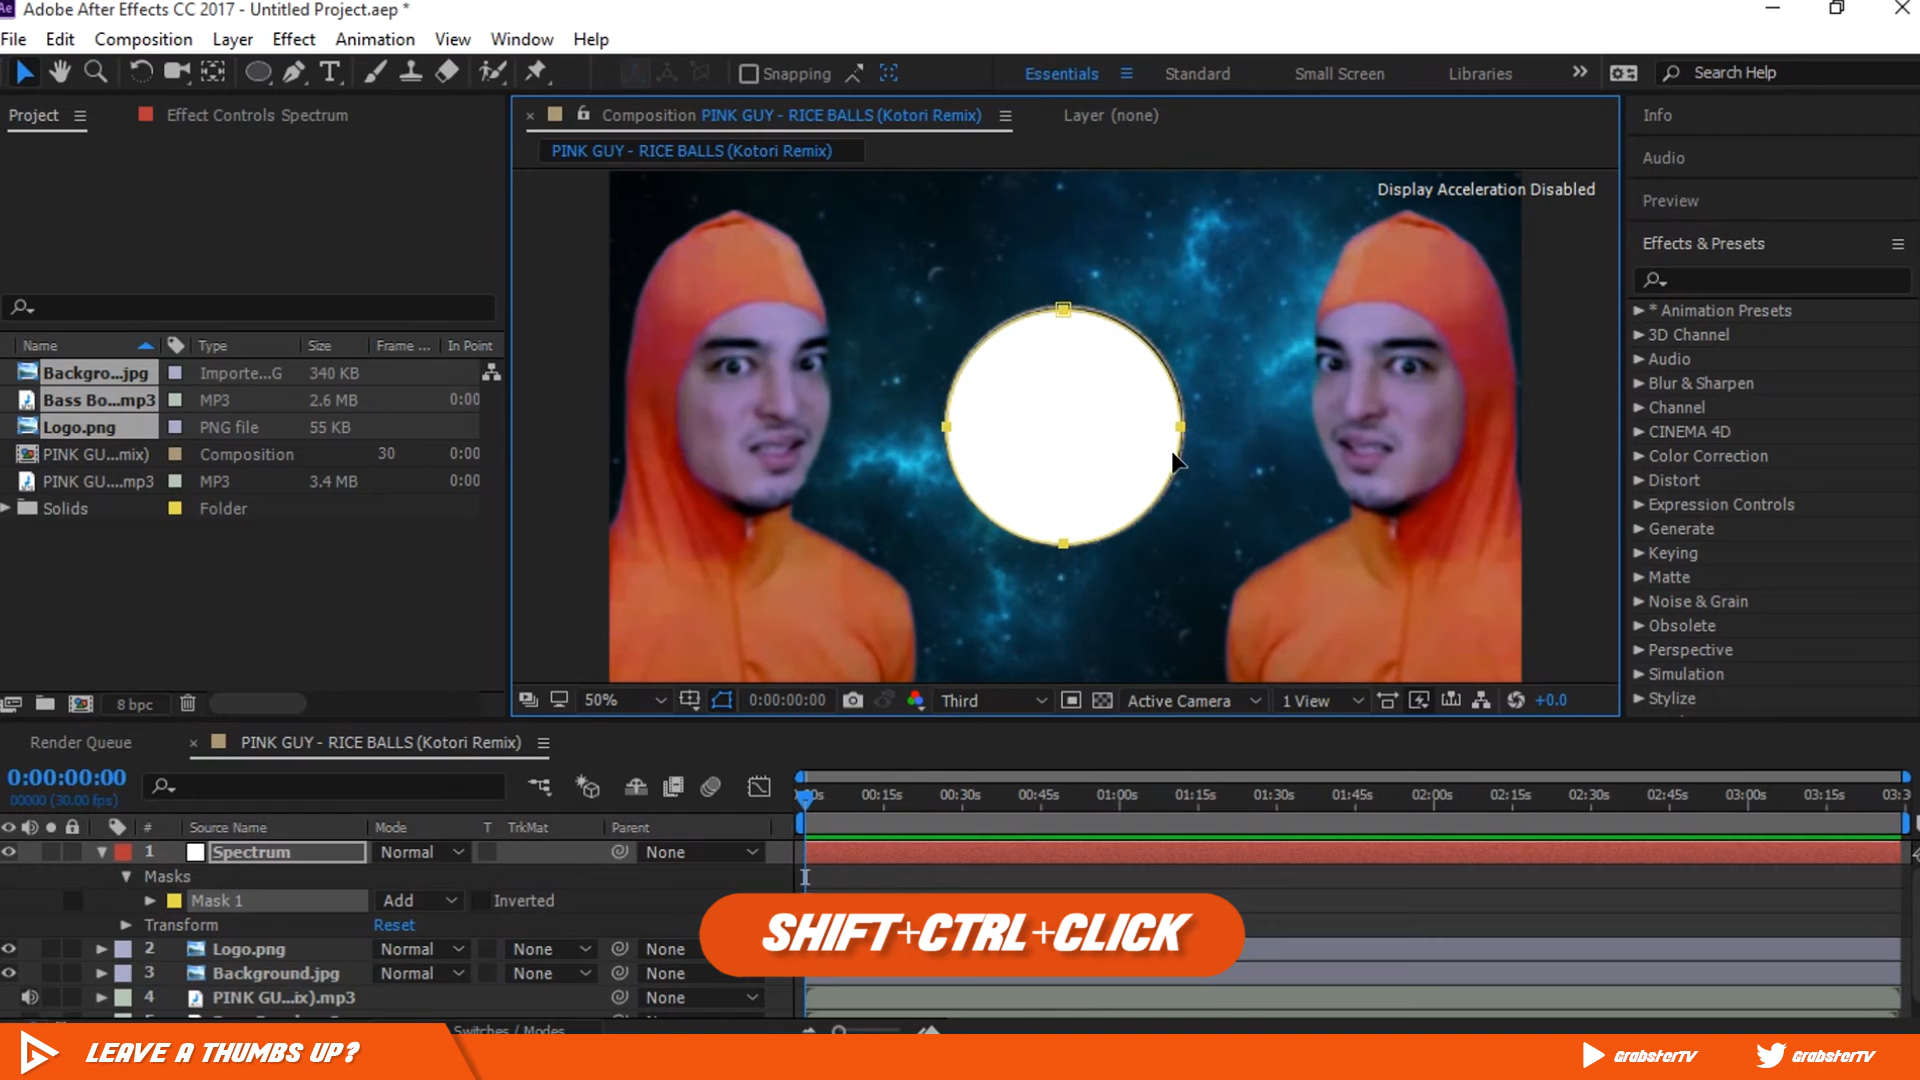 Adobe After Effects CC 2017 - Untitled Project.aep *
File Edit Composition Layer Effect Animation View Window Help
Snapping Essentials Standard Small Screen Libraries Search Help
Project Effect Controls Spectrum
Composition PINK GUY - RICE BALLS (Kotori Remix) Layer (none)
PINK GUY - RICE BALLS (Kotori Remix)
Display Acceleration Disabled
Name Type Size Frame ... In Point
Backgro...jpg Importe...G 340 KB
Bass Bo...mp3 MP3 2.6 MB 0:00
Logo.png PNG file 55 KB
PINK GU...mix) Composition 30 0:00
PINK GU....mp3 MP3 3.4 MB 0:00
Solids Folder
8 bpc
50% 0:00:00:00 Third Active Camera 1 View +0.0
Info
Audio
Preview
Effects & Presets
* Animation Presets
3D Channel
Audio
Blur & Sharpen
Channel
CINEMA 4D
Color Correction
Distort
Expression Controls
Generate
Keying
Matte
Noise & Grain
Obsolete
Perspective
Simulation
Stylize
Render Queue PINK GUY - RICE BALLS (Kotori Remix)
0:00:00:00
00000 (30.00 fps)
00:15s 00:30s 00:45s 01:00s 01:15s 01:30s 01:45s 02:00s 02:15s 02:30s 02:45s 03:00s 03:15s 03:3
# Source Name Mode T TrkMat Parent
1 Spectrum Normal None
Masks
Mask 1 Add Inverted
Transform Reset
2 Logo.png Normal None None
3 Background.jpg Normal None None
4 PINK GU...ix).mp3 None
Switches / Modes
SHIFT+CTRL+CLICK
LEAVE A THUMBS UP?
GrabsterTV GrabsterTV